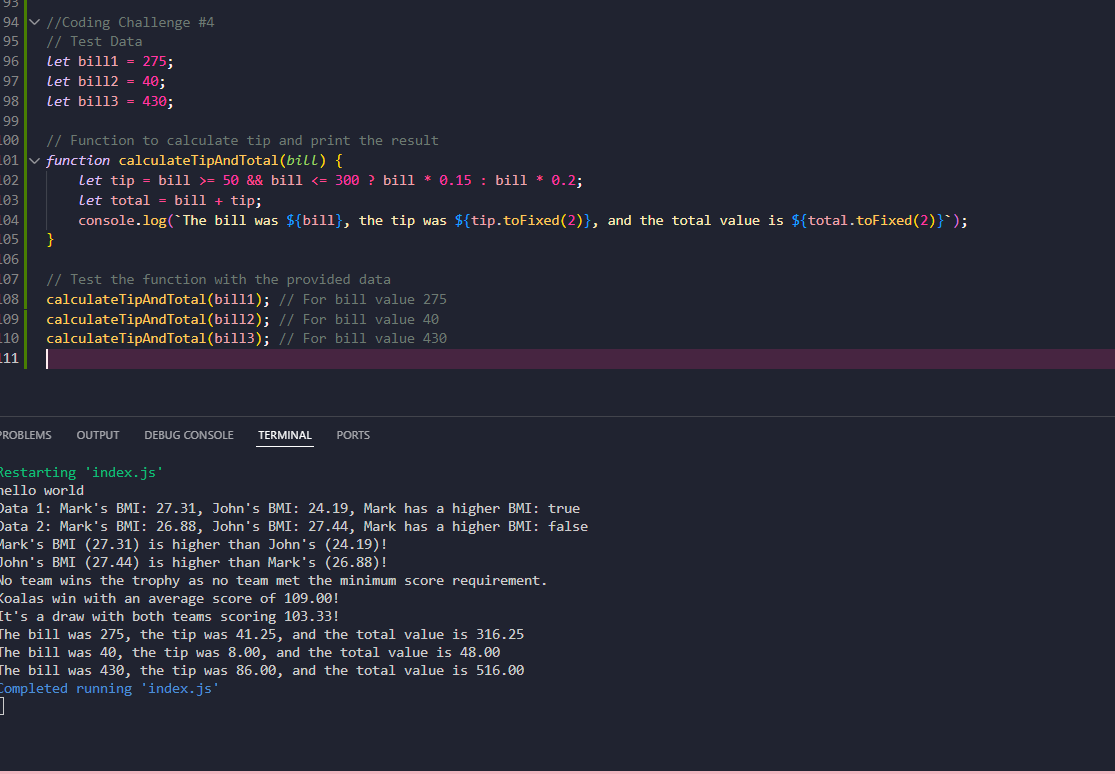 93
94 //Coding Challenge #4
95 // Test Data
96 let bill1 = 275;
97 let bill2 = 40;
98 let bill3 = 430;
99
100 // Function to calculate tip and print the result
101 function calculateTipAndTotal(bill) {
102 let tip = bill >= 50 && bill <= 300 ? bill * 0.15 : bill * 0.2;
103 let total = bill + tip;
104 console.log(`The bill was ${bill}, the tip was ${tip.toFixed(2)}, and the total value is ${total.toFixed(2)}`);
105 }
106
107 // Test the function with the provided data
108 calculateTipAndTotal(bill1); // For bill value 275
109 calculateTipAndTotal(bill2); // For bill value 40
110 calculateTipAndTotal(bill3); // For bill value 430
111
PROBLEMS OUTPUT DEBUG CONSOLE TERMINAL PORTS
Restarting 'index.js'
hello world
Data 1: Mark's BMI: 27.31, John's BMI: 24.19, Mark has a higher BMI: true
Data 2: Mark's BMI: 26.88, John's BMI: 27.44, Mark has a higher BMI: false
Mark's BMI (27.31) is higher than John's (24.19)!
John's BMI (27.44) is higher than Mark's (26.88)!
No team wins the trophy as no team met the minimum score requirement.
Koalas win with an average score of 109.00!
It's a draw with both teams scoring 103.33!
The bill was 275, the tip was 41.25, and the total value is 316.25
The bill was 40, the tip was 8.00, and the total value is 48.00
The bill was 430, the tip was 86.00, and the total value is 516.00
Completed running 'index.js'